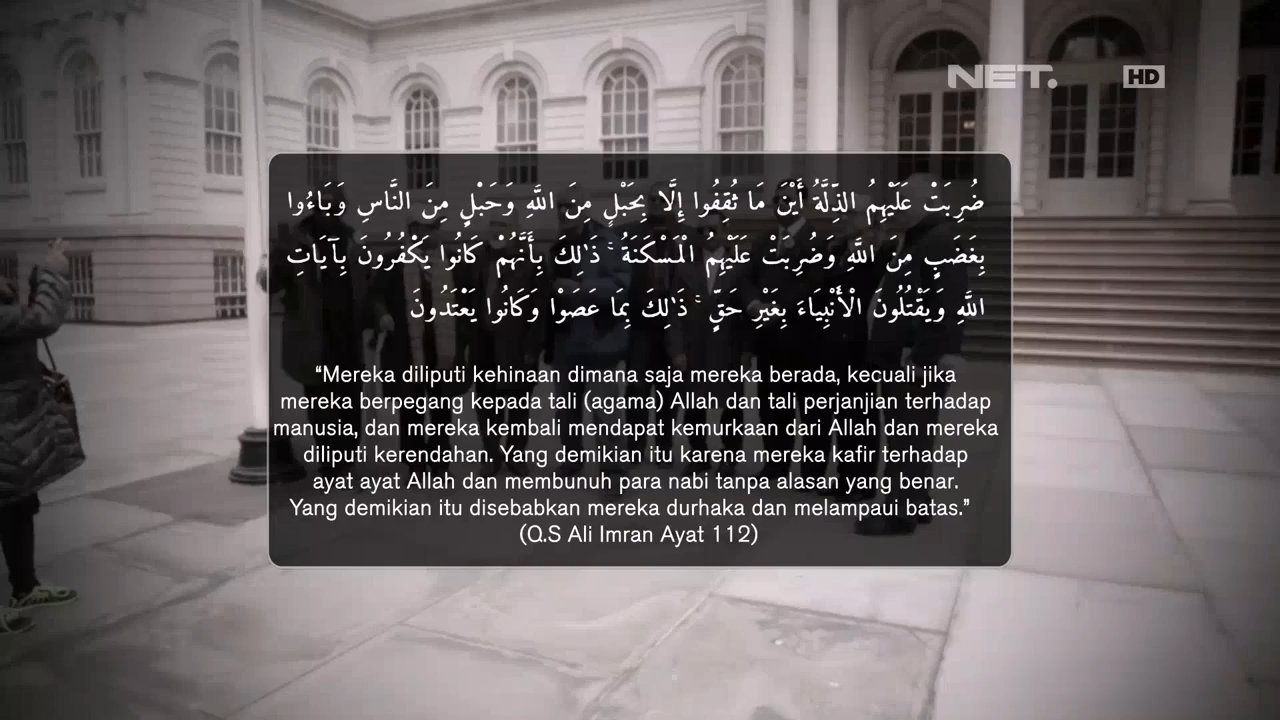 NET.
HD
ضُرِبَتْ عَلَيْهِمُ الذِّلَّةُ أَيْنَ مَا ثُقِفُوا إِلَّا بِحَبْلٍ مِنَ اللَّهِ وَحَبْلٍ مِنَ النَّاسِ وَبَاءُوا
بِغَضَبٍ مِنَ اللَّهِ وَضُرِبَتْ عَلَيْهِمُ الْمَسْكَنَةُ ۚ ذَٰلِكَ بِأَنَّهُمْ كَانُوا يَكْفُرُونَ بِآيَاتِ
اللَّهِ وَيَقْتُلُونَ الْأَنْبِيَاءَ بِغَيْرِ حَقٍّ ۚ ذَٰلِكَ بِمَا عَصَوْا وَكَانُوا يَعْتَدُونَ
“Mereka diliputi kehinaan dimana saja mereka berada, kecuali jika
mereka berpegang kepada tali (agama) Allah dan tali perjanjian terhadap
manusia, dan mereka kembali mendapat kemurkaan dari Allah dan mereka
diliputi kerendahan. Yang demikian itu karena mereka kafir terhadap
ayat ayat Allah dan membunuh para nabi tanpa alasan yang benar.
Yang demikian itu disebabkan mereka durhaka dan melampaui batas.”
(Q.S Ali Imran Ayat 112)